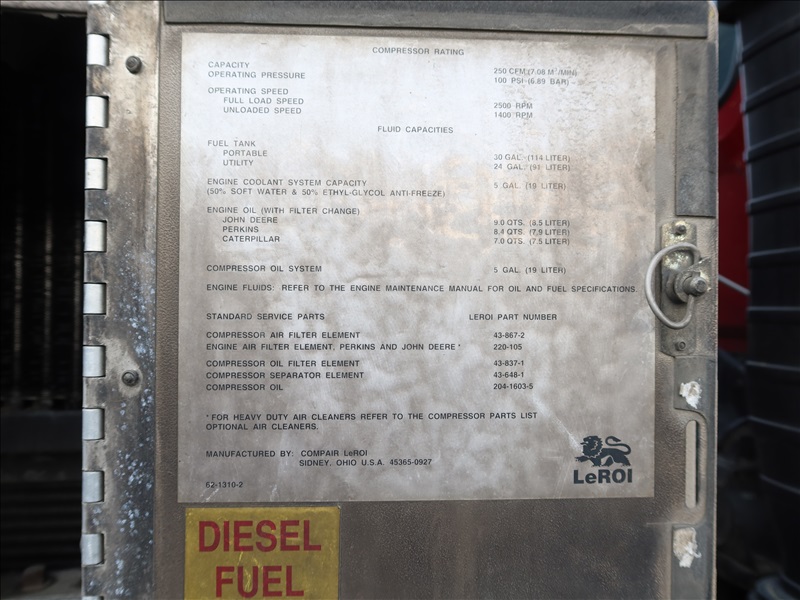 COMPRESSOR RATING
CAPACITY 250 CFM (7.08 M³/MIN)
OPERATING PRESSURE 100 PSI (6.89 BAR)
OPERATING SPEED
FULL LOAD SPEED 2500 RPM
UNLOADED SPEED 1400 RPM
FLUID CAPACITIES
FUEL TANK
PORTABLE 30 GAL. (114 LITER)
UTILITY 24 GAL. (91 LITER)
ENGINE COOLANT SYSTEM CAPACITY 5 GAL. (19 LITER)
(50% SOFT WATER & 50% ETHYL-GLYCOL ANTI-FREEZE)
ENGINE OIL (WITH FILTER CHANGE)
JOHN DEERE 9.0 QTS. (8.5 LITER)
PERKINS 8.4 QTS. (7.9 LITER)
CATERPILLAR 7.0 QTS. (7.5 LITER)
COMPRESSOR OIL SYSTEM 5 GAL. (19 LITER)
ENGINE FLUIDS: REFER TO THE ENGINE MAINTENANCE MANUAL FOR OIL AND FUEL SPECIFICATIONS.
STANDARD SERVICE PARTS LEROI PART NUMBER
COMPRESSOR AIR FILTER ELEMENT 43-867-2
ENGINE AIR FILTER ELEMENT, PERKINS AND JOHN DEERE * 220-105
COMPRESSOR OIL FILTER ELEMENT 43-837-1
COMPRESSOR SEPARATOR ELEMENT 43-648-1
COMPRESSOR OIL 204-1603-5
* FOR HEAVY DUTY AIR CLEANERS REFER TO THE COMPRESSOR PARTS LIST
OPTIONAL AIR CLEANERS.
MANUFACTURED BY: COMPAIR LeROI
SIDNEY, OHIO U.S.A. 45365-0927
62-1310-2
LeROI
DIESEL
FUEL